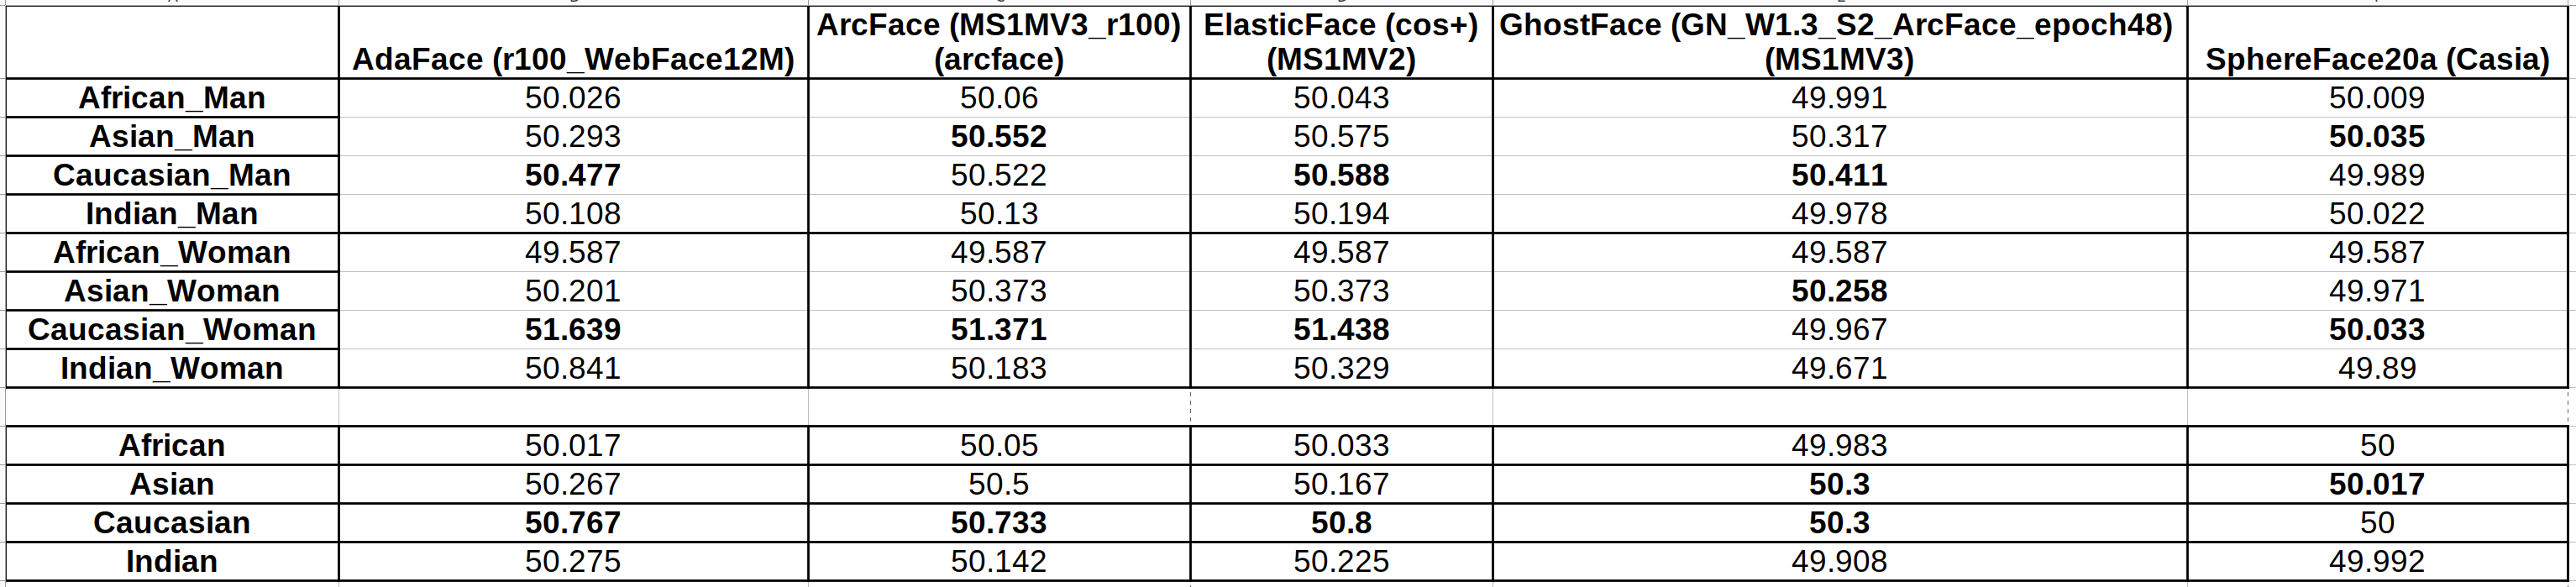 AdaFace (r100_WebFace12M) ArcFace (MS1MV3_r100) (arcface) ElasticFace (cos+) (MS1MV2) GhostFace (GN_W1.3_S2_ArcFace_epoch48) (MS1MV3) SphereFace20a (Casia)
African_Man 50.026 50.06 50.043 49.991 50.009
Asian_Man 50.293 50.552 50.575 50.317 50.035
Caucasian_Man 50.477 50.522 50.588 50.411 49.989
Indian_Man 50.108 50.13 50.194 49.978 50.022
African_Woman 49.587 49.587 49.587 49.587 49.587
Asian_Woman 50.201 50.373 50.373 50.258 49.971
Caucasian_Woman 51.639 51.371 51.438 49.967 50.033
Indian_Woman 50.841 50.183 50.329 49.671 49.89
African 50.017 50.05 50.033 49.983 50
Asian 50.267 50.5 50.167 50.3 50.017
Caucasian 50.767 50.733 50.8 50.3 50
Indian 50.275 50.142 50.225 49.908 49.992